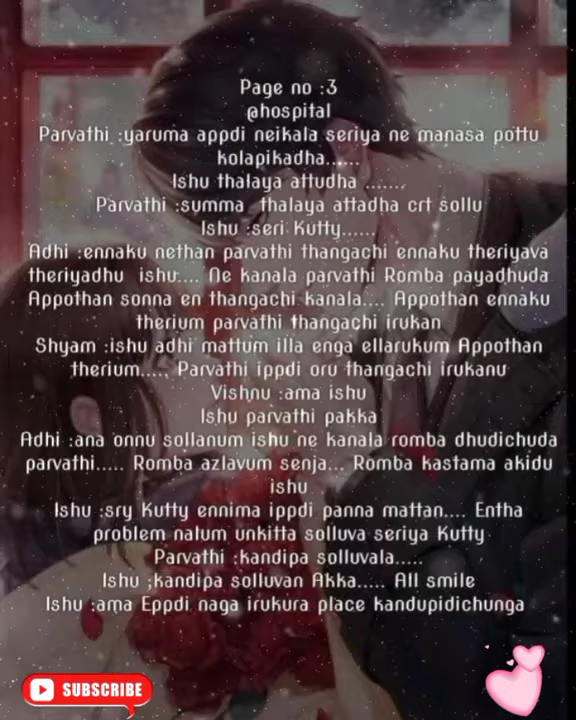 Page no :3
@hospital
Parvathi :yaruma appdi neikala seriya ne manasa pottu
kolapikadha......
Ishu thalaya attudha .......
Parvathi :summa thalaya attadha crt sollu
Ishu :seri Kutty......
Adhi :ennaku nethan parvathi thangachi ennaku theriyava
theriyadhu ishu.... Ne kanala parvathi Romba payadhuda
Appothan sonna en thangachi kanala.... Appothan ennaku
therium parvathi thangachi irukan
Shyam :ishu adhi mattum illa enga ellarukum Appothan
therium..... Parvathi ippdi oru thangachi irukanu
Vishnu :ama ishu
Ishu parvathi pakka
Adhi :ana onnu sollanum ishu ne kanala romba dhudichuda
parvathi..... Romba azlavum senja... Romba kastama akidu
ishu
Ishu :sry Kutty ennima ippdi panna mattan.... Entha
problem nalum unkitta solluva seriya Kutty
Parvathi :kandipa solluvala.....
Ishu ;kandipa solluvan Akka..... All smile
Ishu :ama Eppdi naga irukura place kandupidichunga
SUBSCRIBE